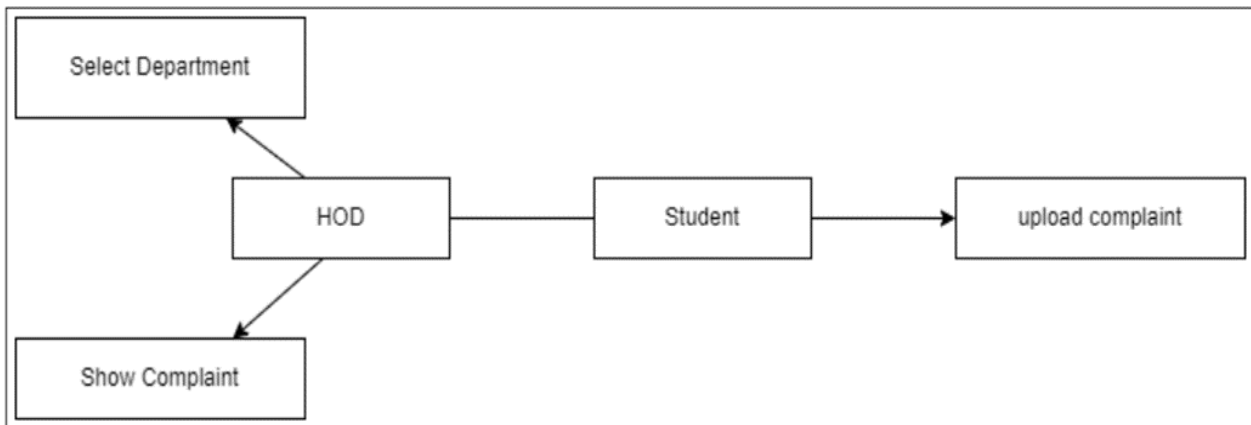 Select Department
HOD
Student
upload complaint
Show Complaint